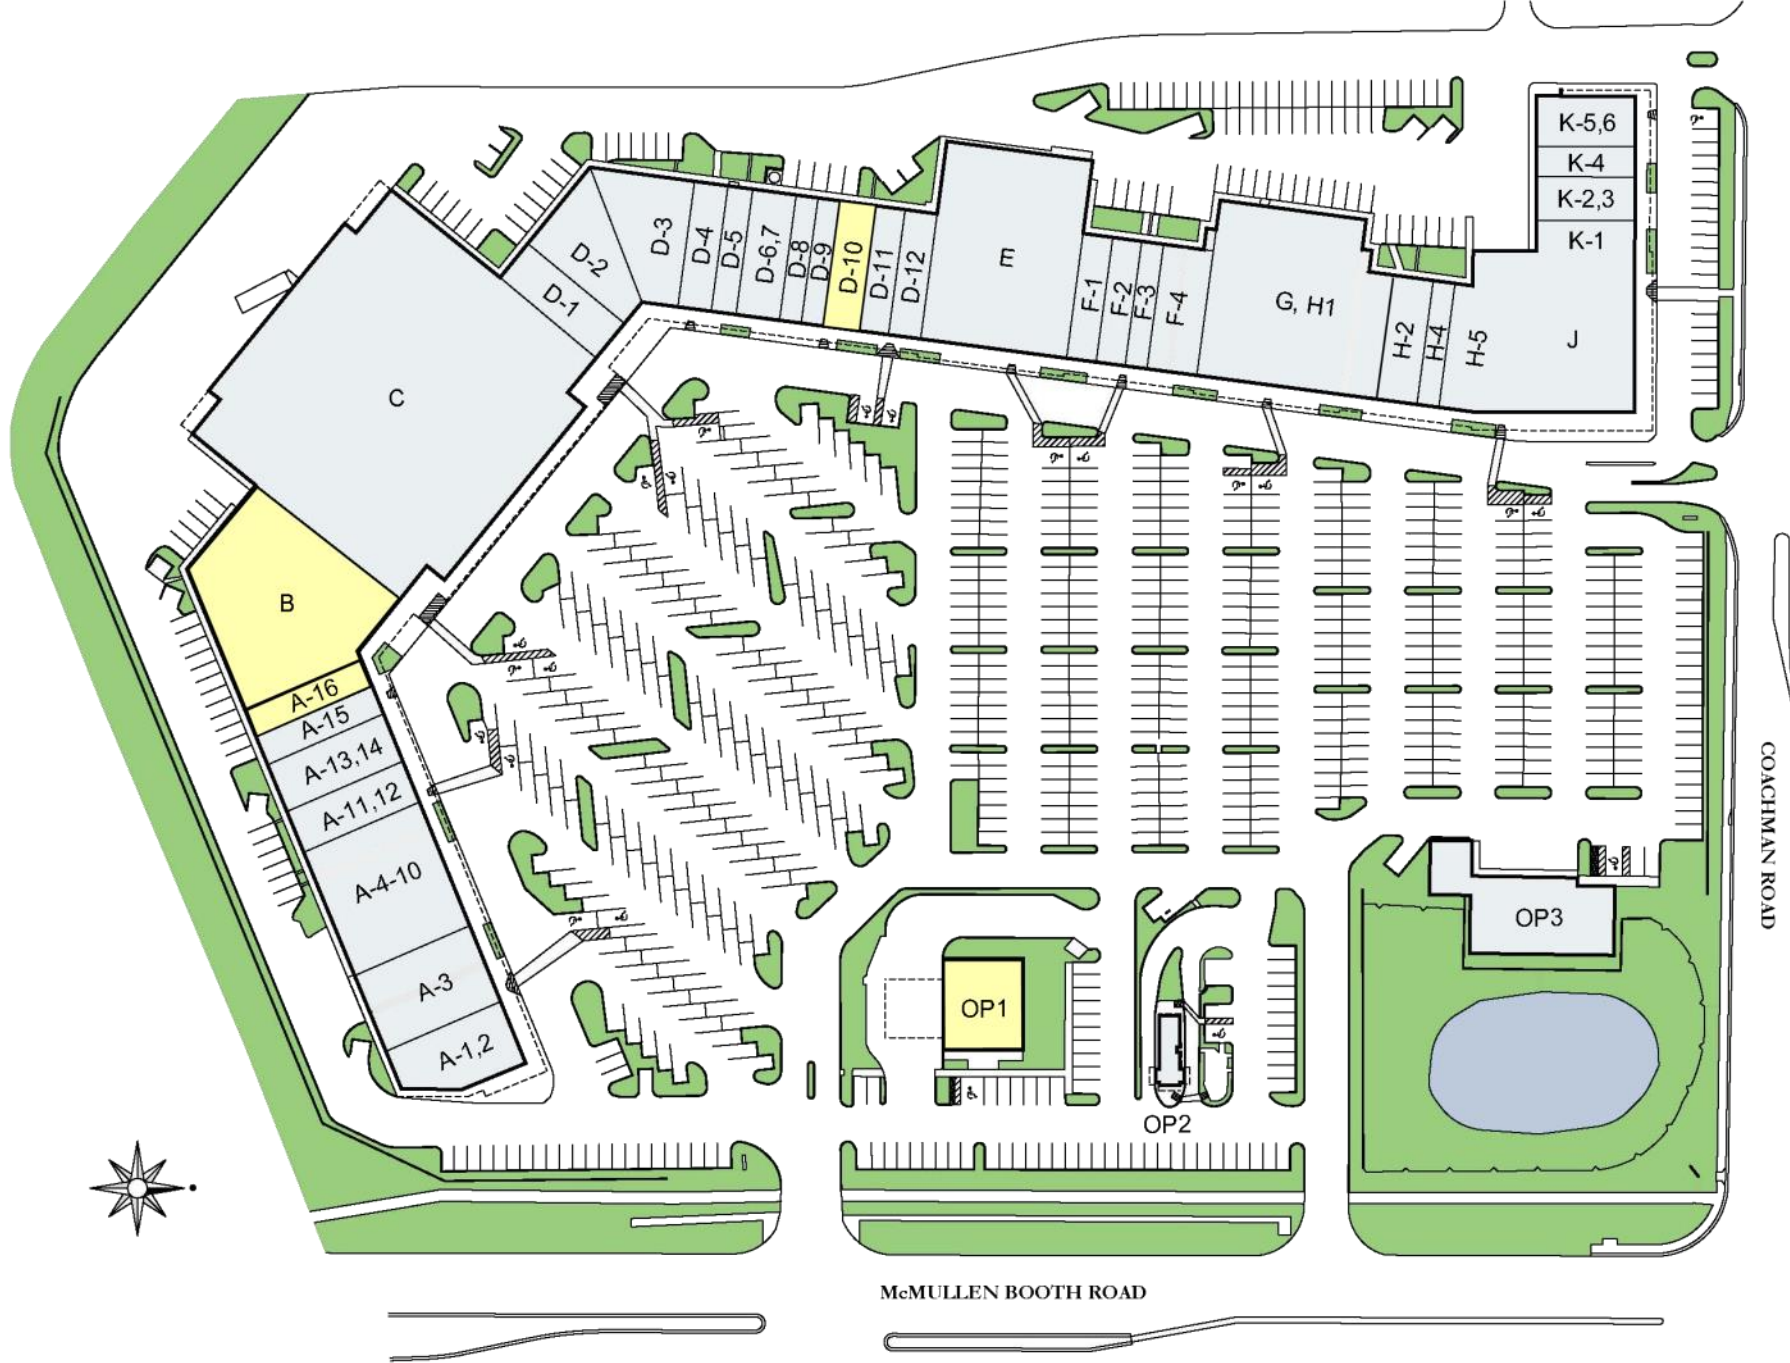 K-5,6
K-4
K-2,3
K-1
D-1
D-2
D-3
D-4
D-5
D-6,7
D-8
D-9
D-10
D-11
D-12
E
F-1
F-2
F-3
F-4
G, H1
H-2
H-4
H-5
J
C
B
A-16
A-15
A-13,14
A-11,12
A-4-10
A-3
A-1,2
OP1
OP2
OP3
COACHMAN ROAD
McMULLEN BOOTH ROAD